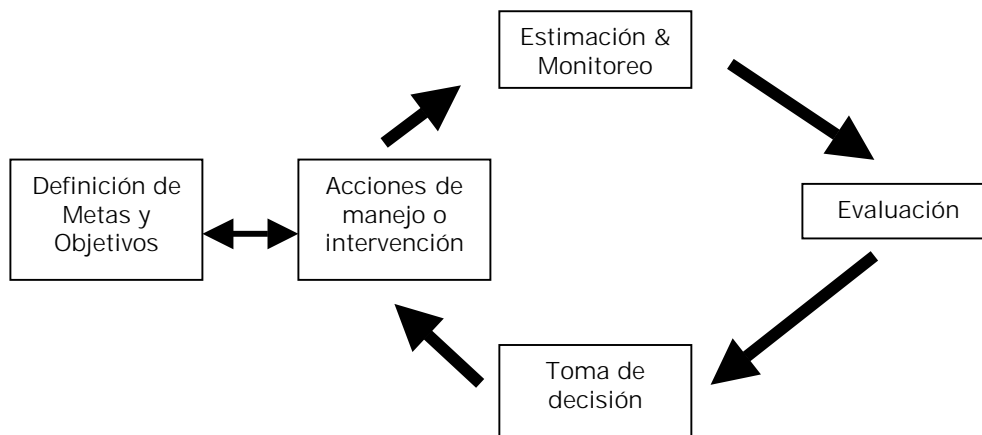 Estimación &
Monitoreo
Definición de
Metas y
Objetivos
Acciones de
manejo o
intervención
Evaluación
Toma de
decisión